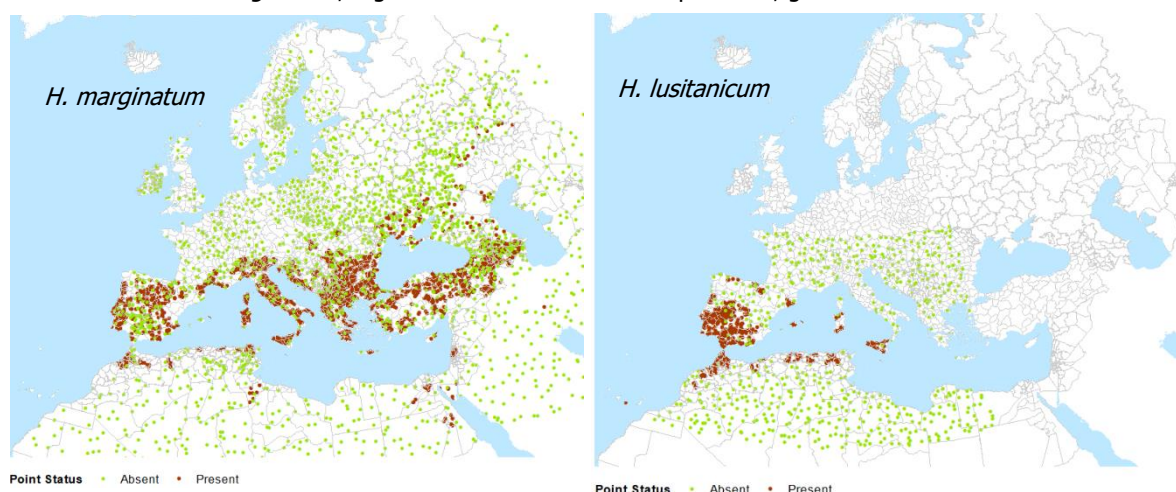 H. marginatum
H. lusitanicum
Point Status Absent Present
Point Status Absent Present